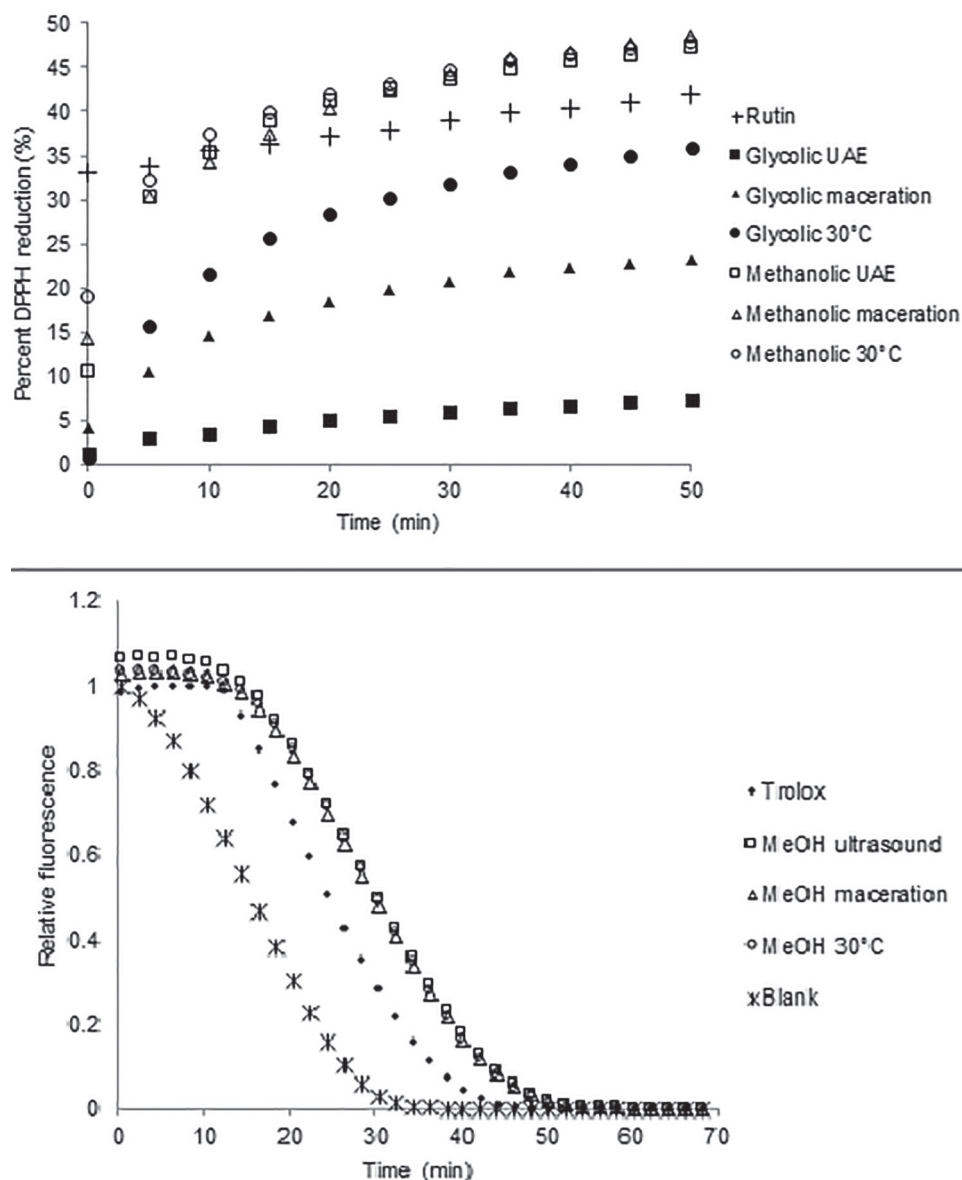 50
45
40
35
30
25
20
15
10
5
0
Percent DPPH reduction (%)
0 10 20 30 40 50
Time (min)
Rutin
Glycolic UAE
Glycolic maceration
Glycolic 30°C
Methanolic UAE
Methanolic maceration
Methanolic 30°C
1.2
1
0.8
0.6
0.4
0.2
0
Relative fluorescence
0 10 20 30 40 50 60 70
Time (min)
Tirolox
MeOH ultrasound
MeOH maceration
MeOH 30°C
Blank